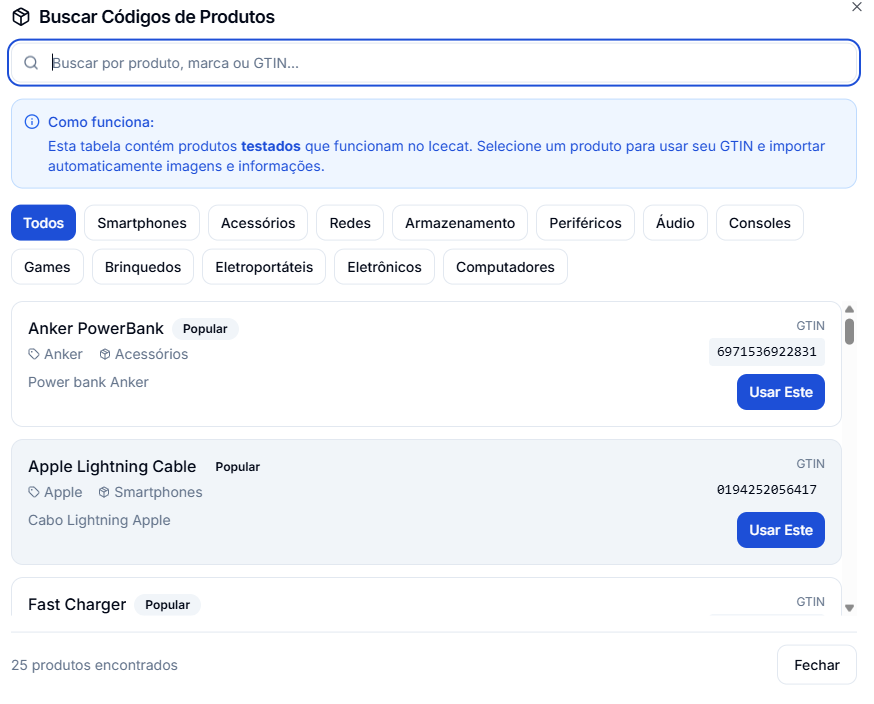 Buscar Códigos de Produtos
Buscar por produto, marca ou GTIN...
Como funciona:
Esta tabela contém produtos testados que funcionam no Icecat. Selecione um produto para usar seu GTIN e importar
automaticamente imagens e informações.
Todos Smartphones Acessórios Redes Armazenamento Periféricos Áudio Consoles
Games Brinquedos Eletroportáteis Eletrônicos Computadores
Anker PowerBank Popular GTIN
Anker Acessórios 6971536922831
Power bank Anker Usar Este
Apple Lightning Cable Popular GTIN
Apple Smartphones 0194252056417
Cabo Lightning Apple Usar Este
Fast Charger Popular GTIN
25 produtos encontrados Fechar